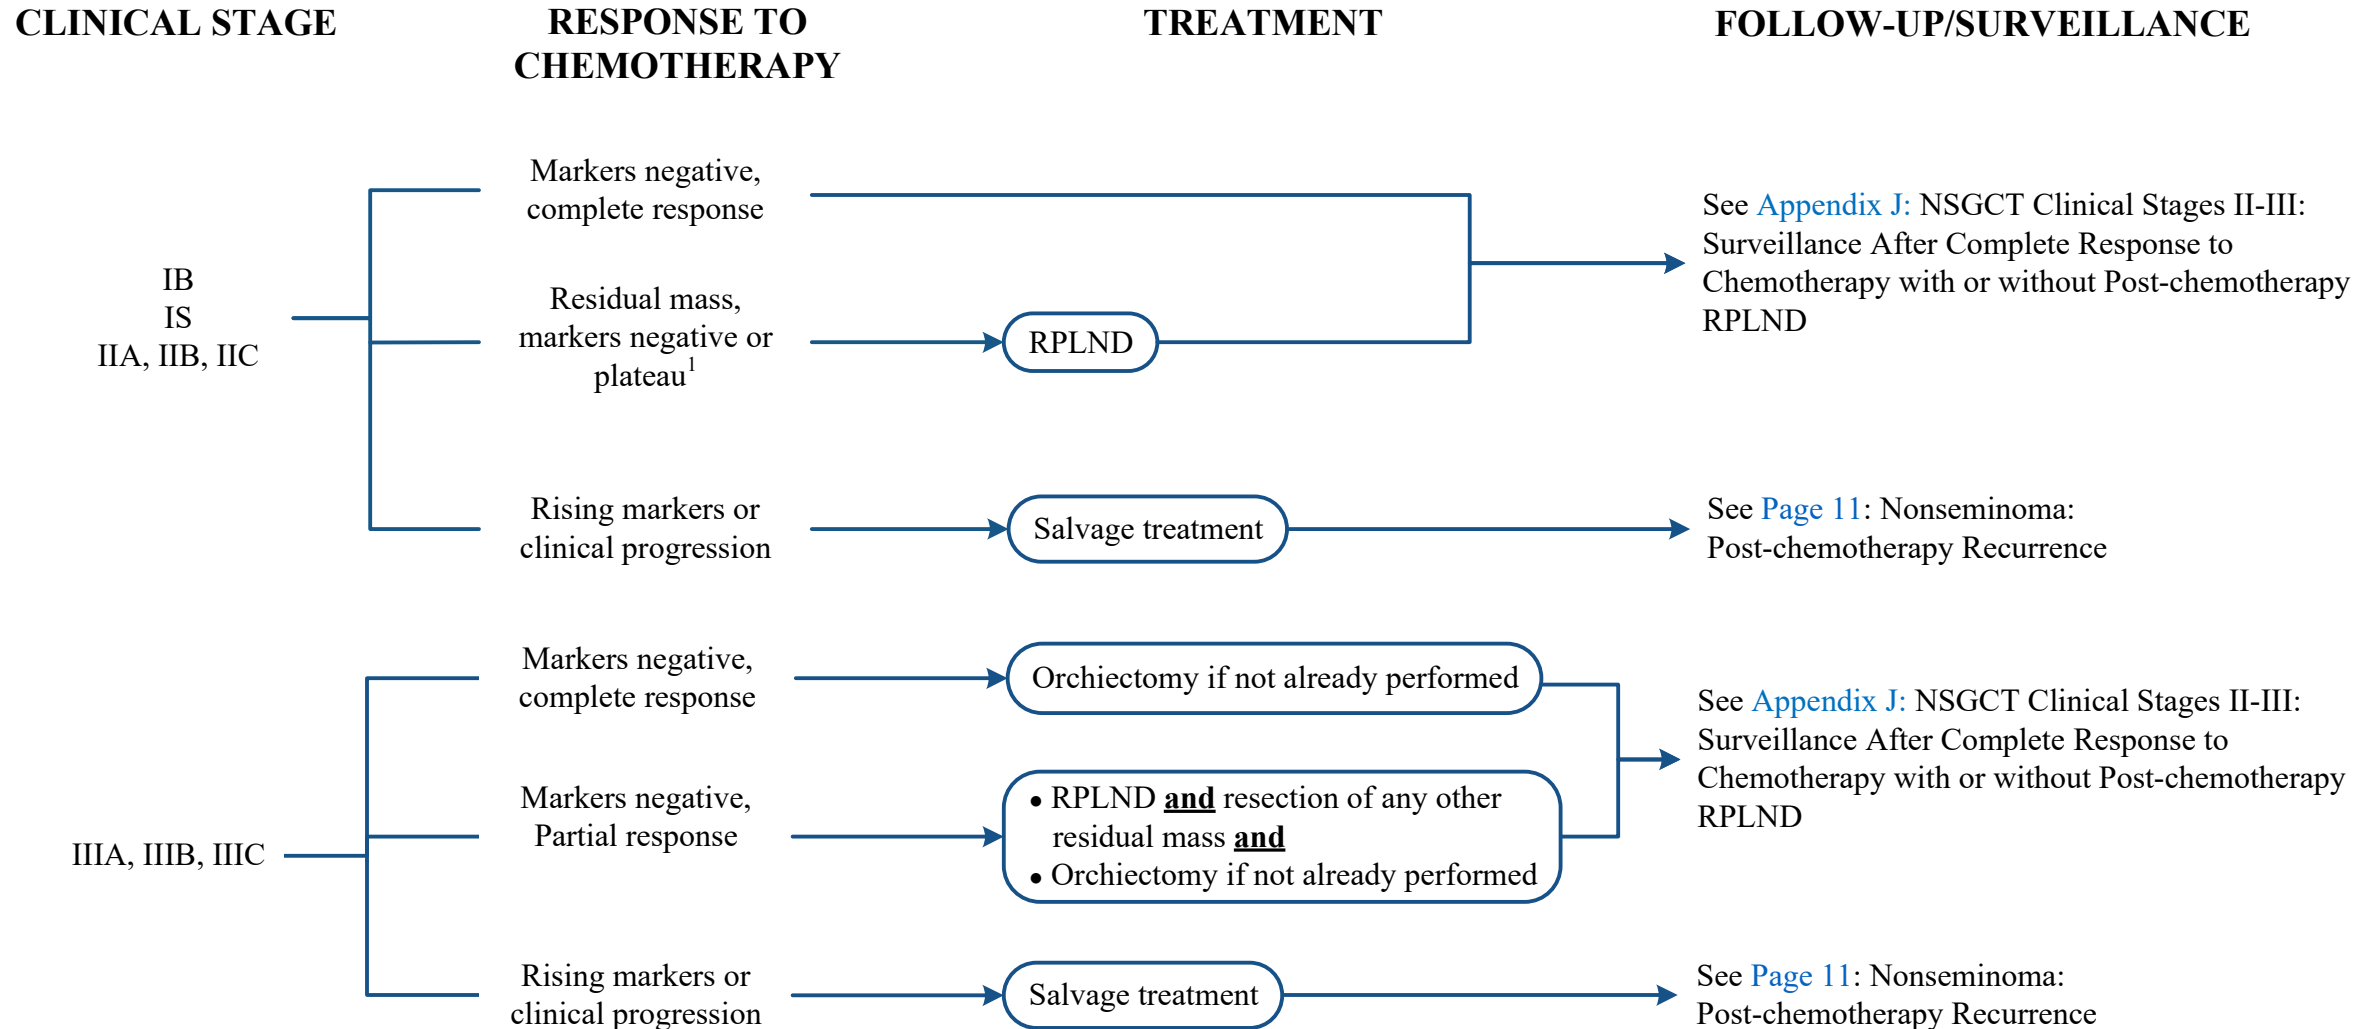 CLINICAL STAGE
RESPONSE TO
CHEMOTHERAPY
TREATMENT
FOLLOW-UP/SURVEILLANCE
IB
IS
IIA, IIB, IIC
Markers negative,
complete response
Residual mass,
markers negative or
plateau¹
RPLND
See Appendix J: NSGCT Clinical Stages II-III:
Surveillance After Complete Response to
Chemotherapy with or without Post-chemotherapy
RPLND
Rising markers or
clinical progression
Salvage treatment
See Page 11: Nonseminoma:
Post-chemotherapy Recurrence
IIIA, IIIB, IIIC
Markers negative,
complete response
Orchiectomy if not already performed
Markers negative,
Partial response
• RPLND and resection of any other
residual mass and
• Orchiectomy if not already performed
See Appendix J: NSGCT Clinical Stages II-III:
Surveillance After Complete Response to
Chemotherapy with or without Post-chemotherapy
RPLND
Rising markers or
clinical progression
Salvage treatment
See Page 11: Nonseminoma:
Post-chemotherapy Recurrence